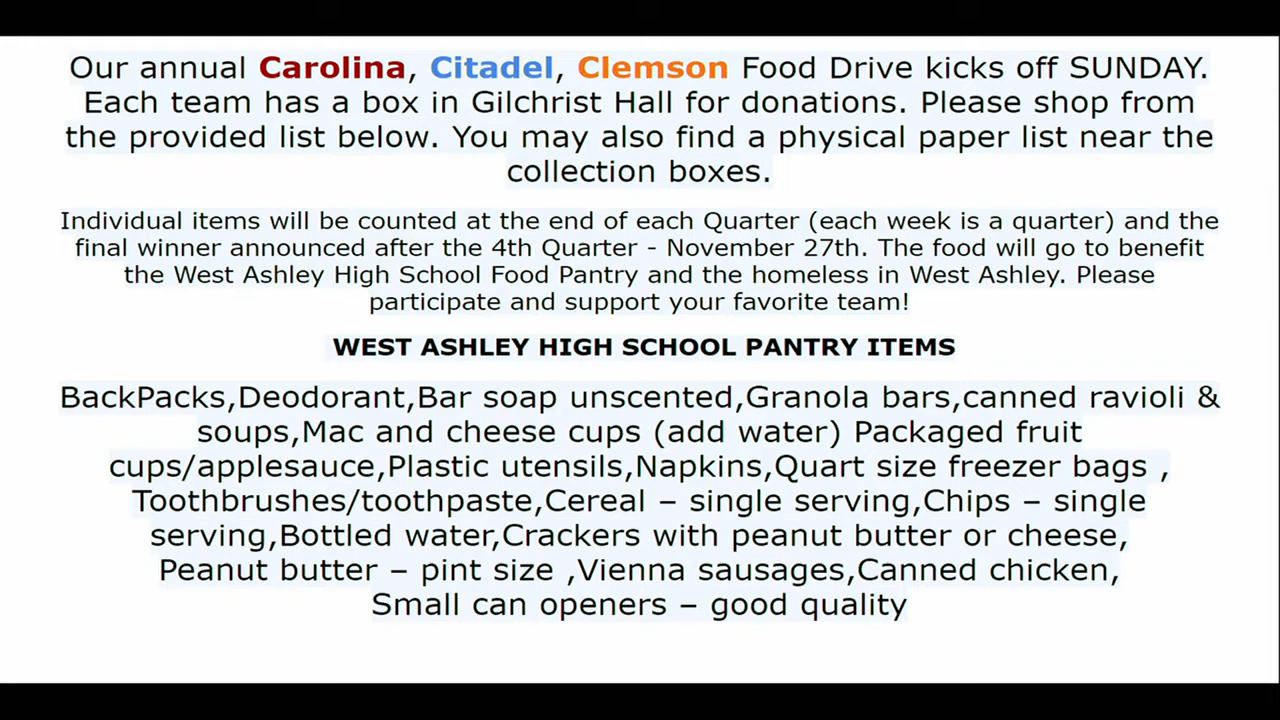 Our annual Carolina, Citadel, Clemson Food Drive kicks off SUNDAY.
Each team has a box in Gilchrist Hall for donations. Please shop from
the provided list below. You may also find a physical paper list near the
collection boxes.
Individual items will be counted at the end of each Quarter (each week is a quarter) and the
final winner announced after the 4th Quarter - November 27th. The food will go to benefit
the West Ashley High School Food Pantry and the homeless in West Ashley. Please
participate and support your favorite team!
WEST ASHLEY HIGH SCHOOL PANTRY ITEMS
BackPacks,Deodorant,Bar soap unscented,Granola bars,canned ravioli &
soups,Mac and cheese cups (add water) Packaged fruit
cups/applesauce,Plastic utensils,Napkins,Quart size freezer bags ,
Toothbrushes/toothpaste,Cereal – single serving,Chips – single
serving,Bottled water,Crackers with peanut butter or cheese,
Peanut butter – pint size ,Vienna sausages,Canned chicken,
Small can openers – good quality